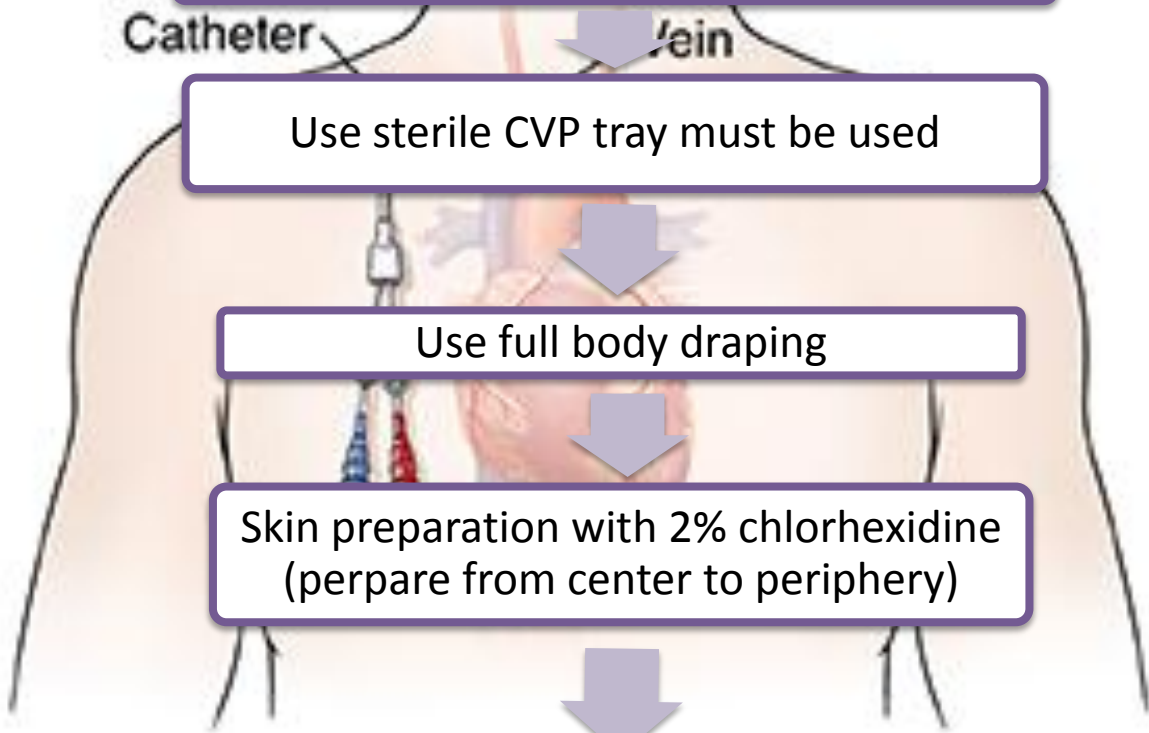 Catheter
Vein
Use sterile CVP tray must be used
Use full body draping
Skin preparation with 2% chlorhexidine
(perpare from center to periphery)